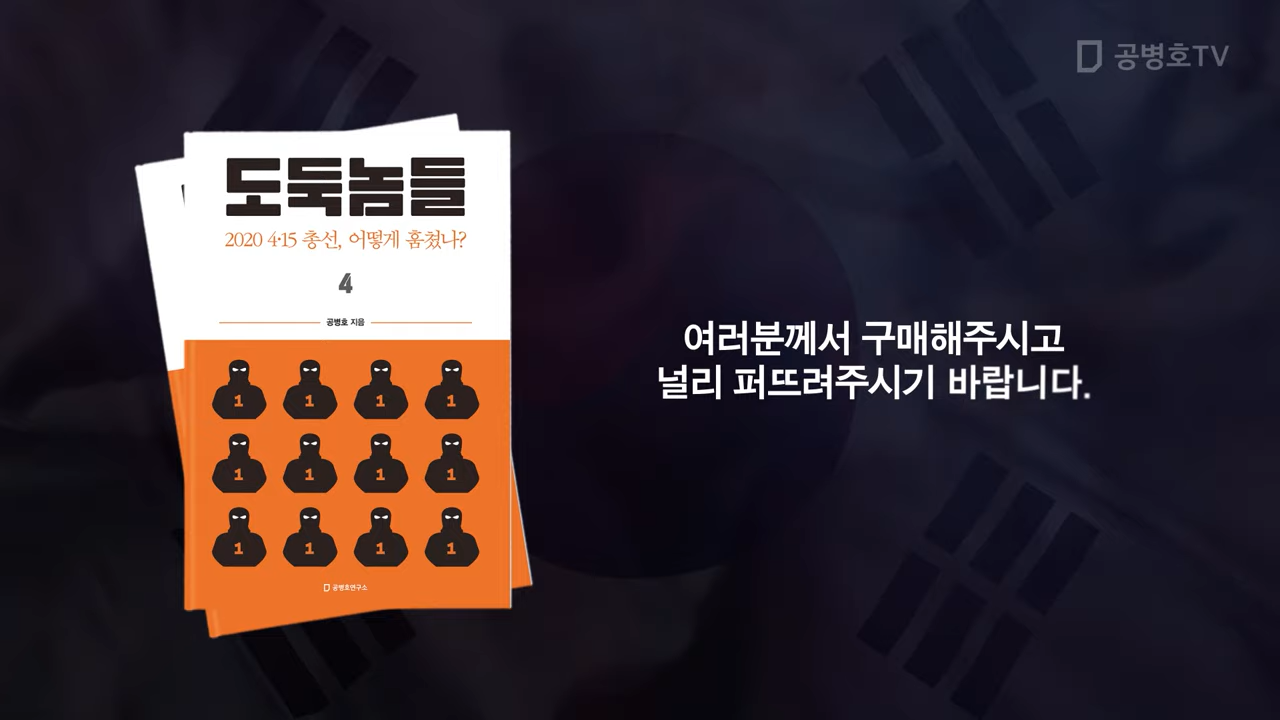 공병호TV
도둑놈들
2020 4·15 총선, 어떻게 훔쳤나?
4
공병호 지음
1 1 1 1
1 1 1 1
1 1 1 1
공병호연구소
여러분께서 구매해주시고
널리 퍼뜨려주시기 바랍니다.